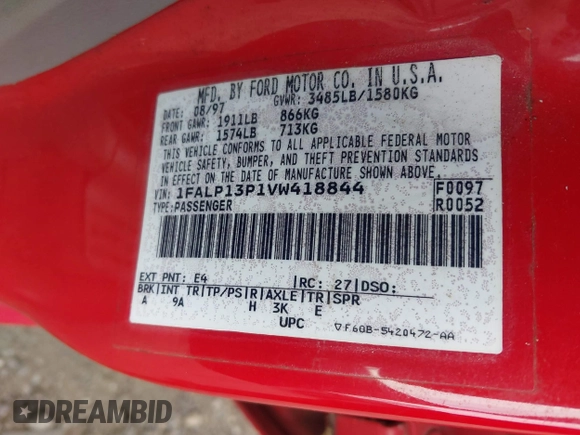 MFD. BY FORD MOTOR CO. IN U.S.A.
DATE: 08/97 GVWR: 3485LB/1580KG
FRONT GAWR: 1911LB 866KG
REAR GAWR: 1574LB 713KG
THIS VEHICLE CONFORMS TO ALL APPLICABLE FEDERAL MOTOR
VEHICLE SAFETY, BUMPER, AND THEFT PREVENTION STANDARDS
IN EFFECT ON THE DATE OF MANUFACTURE SHOWN ABOVE.
VIN: 1FALP13P1VW418844 F0097
TYPE: PASSENGER R0052
EXT PNT: E4 |RC: 27|DSO:
BRK|INT TR|TP/PS|R|AXLE|TR|SPR
A 9A H 3K E
UPC ▽F60B-5420472-AA
DREAMBID